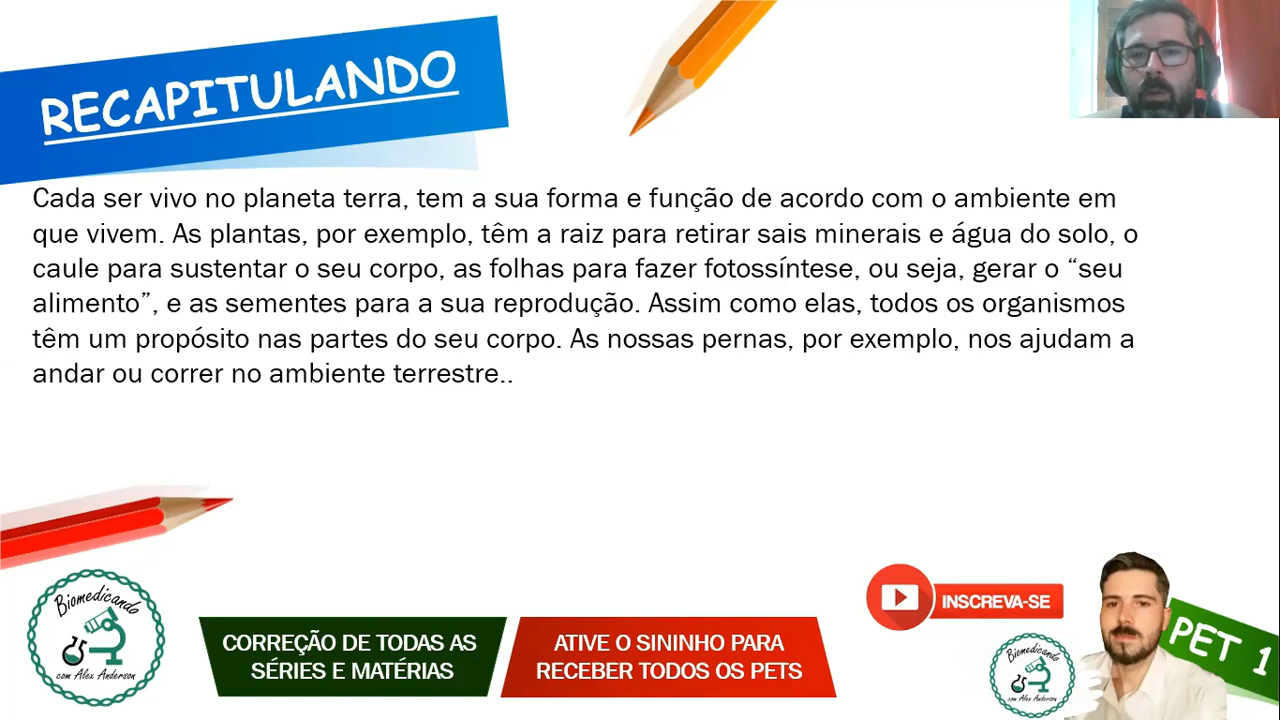 RECAPITULANDO
Cada ser vivo no planeta terra, tem a sua forma e função de acordo com o ambiente em
que vivem. As plantas, por exemplo, têm a raiz para retirar sais minerais e água do solo, o
caule para sustentar o seu corpo, as folhas para fazer fotossíntese, ou seja, gerar o “seu
alimento”, e as sementes para a sua reprodução. Assim como elas, todos os organismos
têm um propósito nas partes do seu corpo. As nossas pernas, por exemplo, nos ajudam a
andar ou correr no ambiente terrestre..
Biomedicando
com Alex Anderson
CORREÇÃO DE TODAS AS
SÉRIES E MATÉRIAS
ATIVE O SININHO PARA
RECEBER TODOS OS PETS
INSCREVA-SE
Biomedicando
com Alex Anderson
PET 1